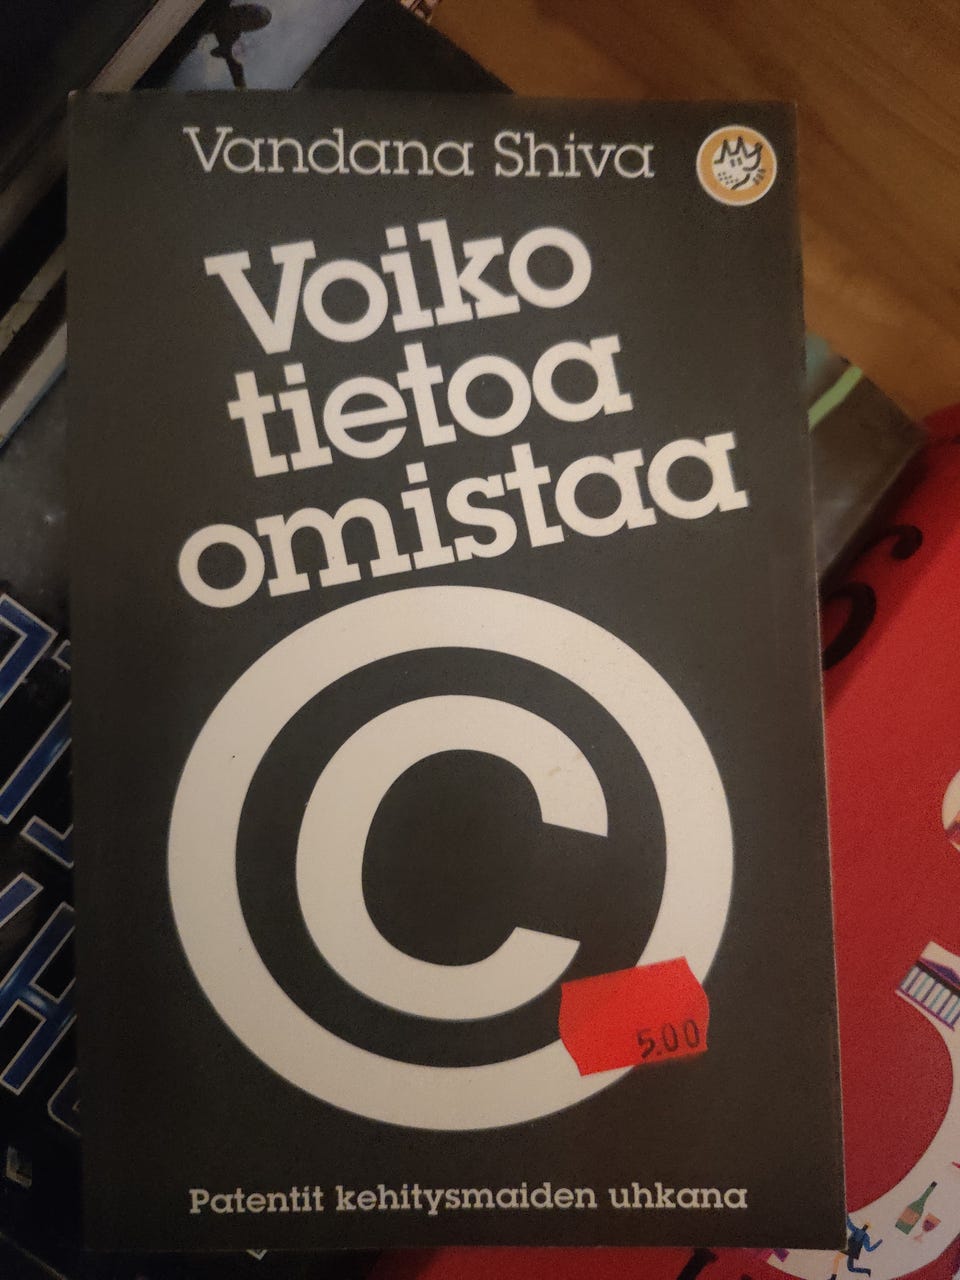 Vandana Shiva
Voiko
tietoa
omistaa
©
5.00
Patentit kehitysmaiden uhkana